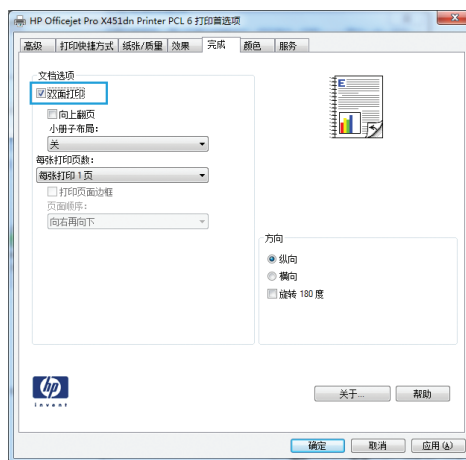 HP Officejet Pro X451dn Printer PCL 6 打印首选项
高级 打印快捷方式 纸张/质量 效果 完成 颜色 服务
文档选项
双面打印
向上翻页
小册子布局:
关
每张打印页数:
每张打印 1 页
打印页面边框
页面顺序:
向右再向下
E
方向
纵向
横向
旋转 180 度
hp
invent
关于... 帮助
确定 取消 应用(A)